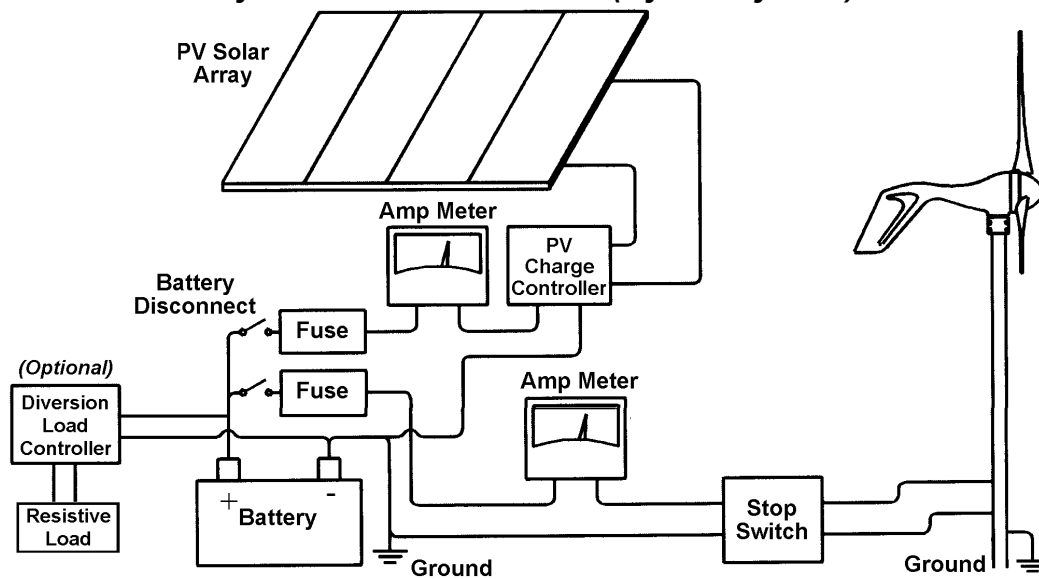 PV Solar
Array
Amp Meter
PV
Charge
Controller
Battery
Disconnect
Fuse
(Optional)
Fuse
Amp Meter
Diversion
Load
Controller
+
-
Battery
Resistive
Load
Stop
Switch
Ground
Ground